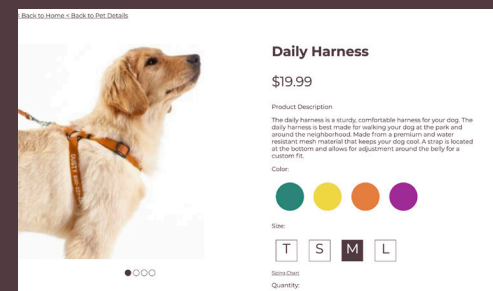 < Back to Home < Back to Pet Details
Daily Harness
$19.99
Product Description
The daily harness is a sturdy, comfortable harness for your dog. The
daily harness is best made for walking your dog at the park and
around the neighborhood. Made from a premium and water
resistant mesh material that keeps your dog cool. A strap is located
at the bottom and allows for adjustment around the belly for a
custom fit.
Color:
Size:
T S M L
Sizing Chart
Quantity: